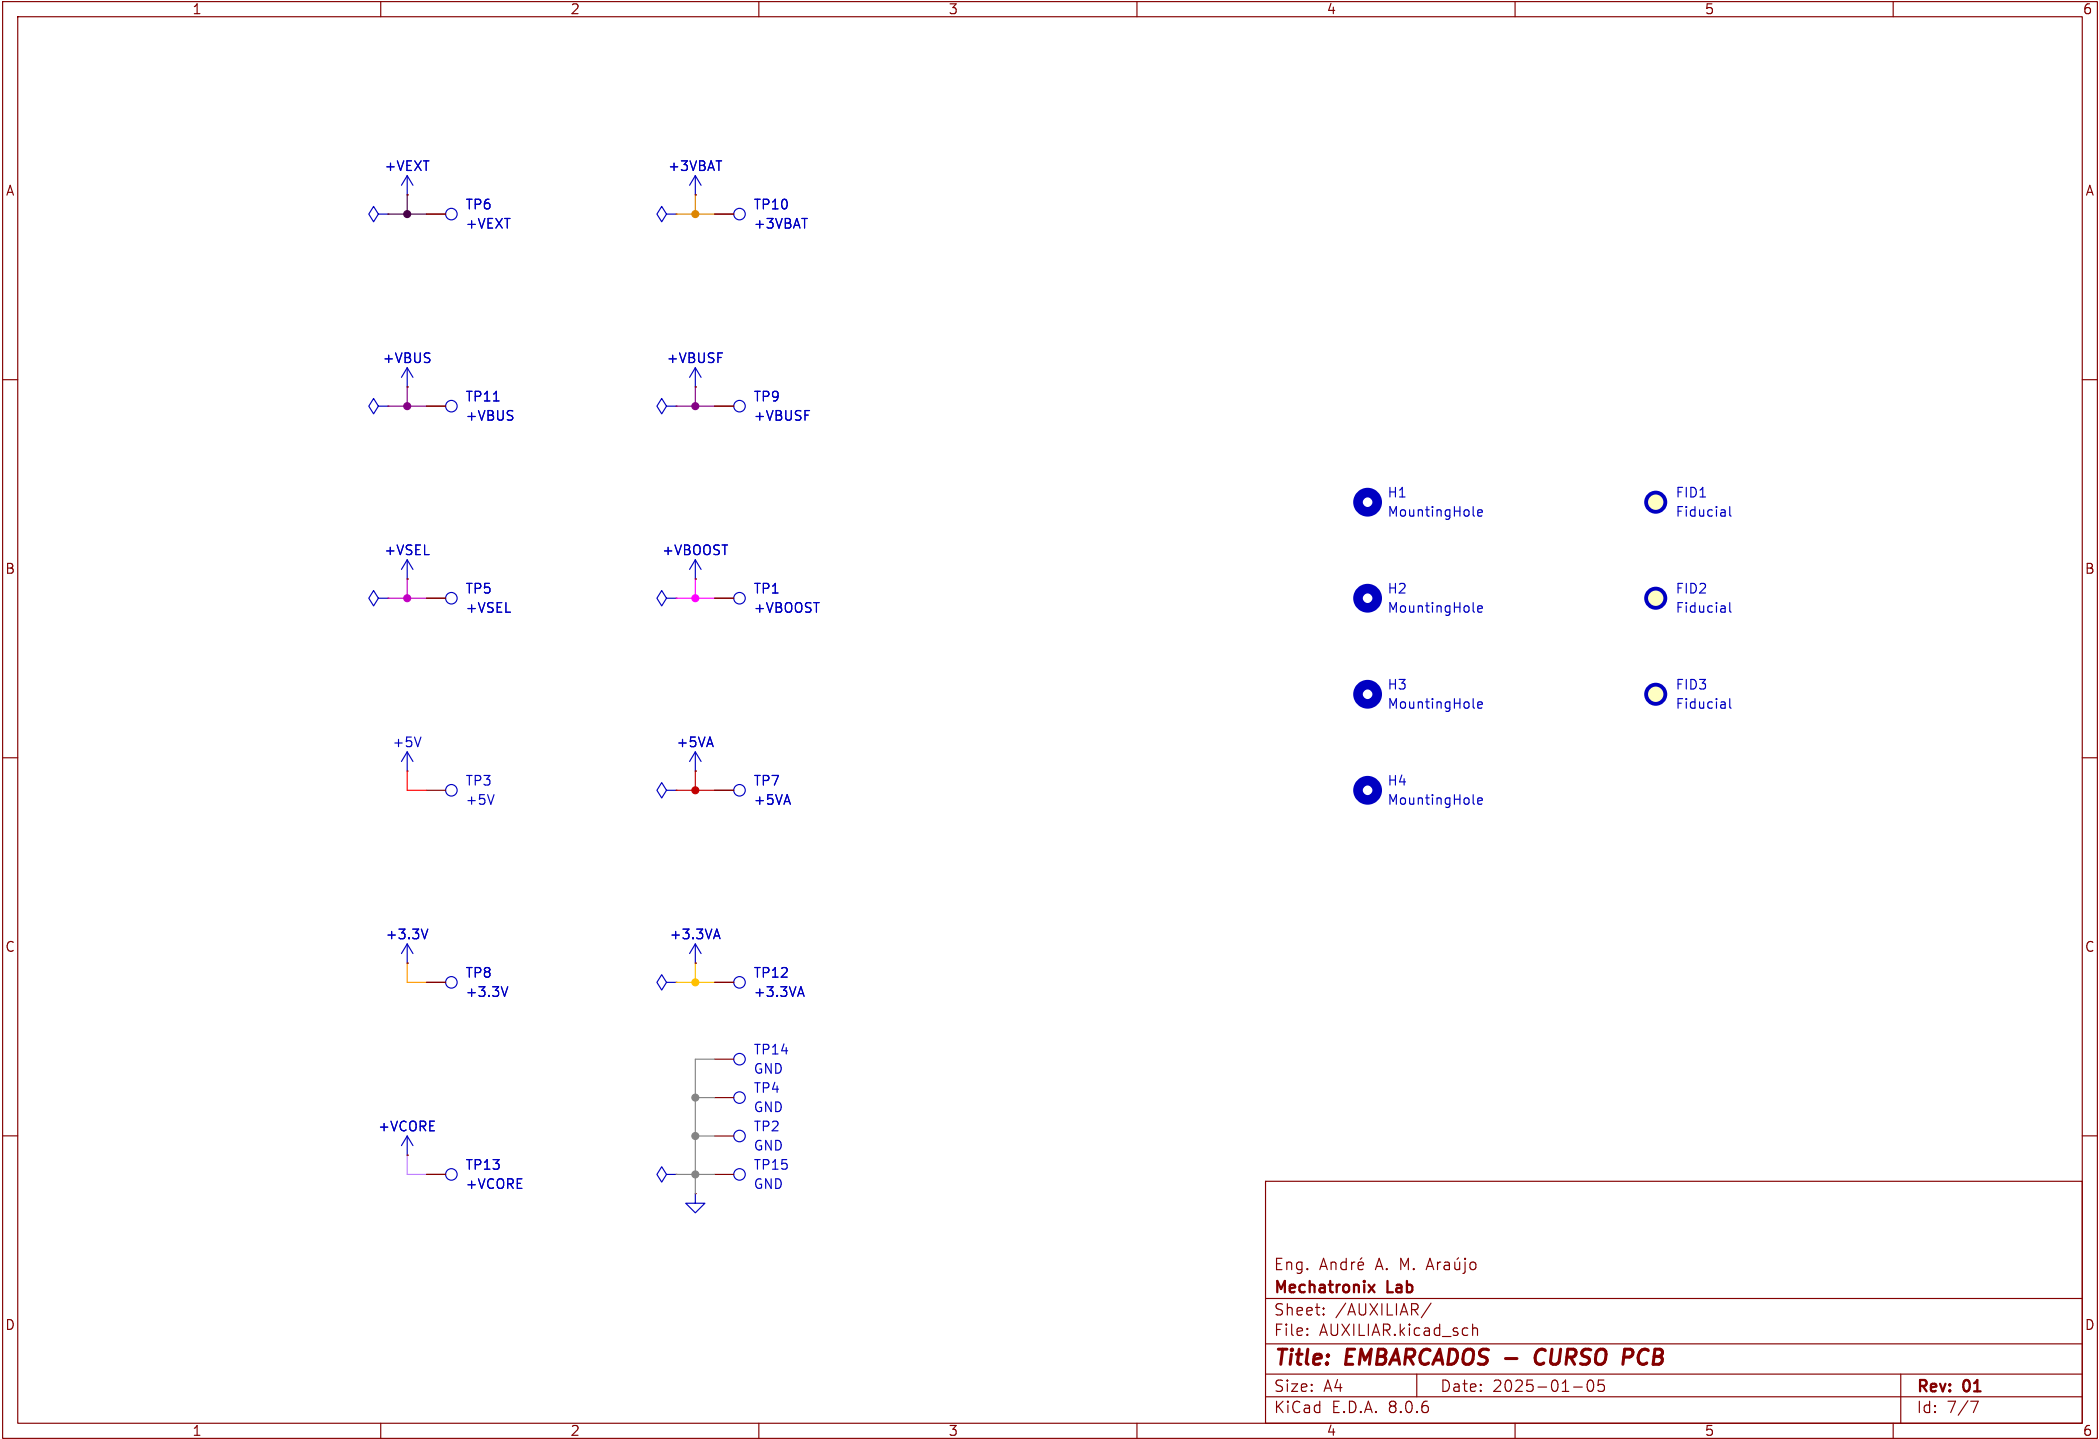 1 2 3 4 5 6
A A
+VEXT
TP6
+VEXT
+3VBAT
TP10
+3VBAT
+VBUS
TP11
+VBUS
+VBUSF
TP9
+VBUSF
H1
MountingHole
FID1
Fiducial
B B
+VSEL
TP5
+VSEL
+VBOOST
TP1
+VBOOST
H2
MountingHole
FID2
Fiducial
H3
MountingHole
FID3
Fiducial
+5V
TP3
+5V
+5VA
TP7
+5VA
H4
MountingHole
C C
+3.3V
TP8
+3.3V
+3.3VA
TP12
+3.3VA
TP14
GND
TP4
GND
TP2
GND
TP15
GND
+VCORE
TP13
+VCORE
D D
Eng. André A. M. Araújo
Mechatronix Lab
Sheet: /AUXILIAR/
File: AUXILIAR.kicad_sch
Title: EMBARCADOS - CURSO PCB
Size: A4 Date: 2025-01-05 Rev: 01
KiCad E.D.A. 8.0.6 Id: 7/7
1 2 3 4 5 6